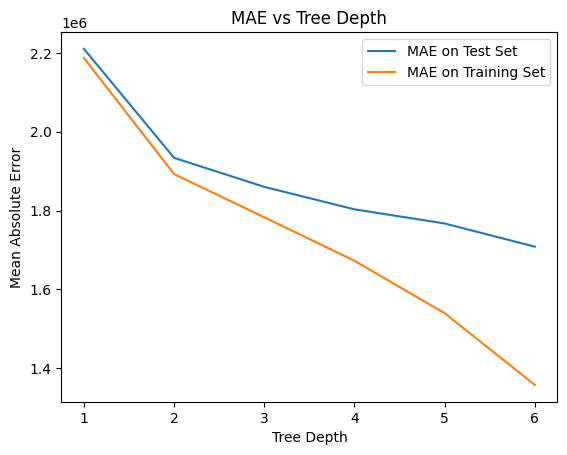 MAE vs Tree Depth
1e6
MAE on Test Set
MAE on Training Set
2.2
2.0
1.8
1.6
1.4
Mean Absolute Error
1
2
3
4
5
6
Tree Depth